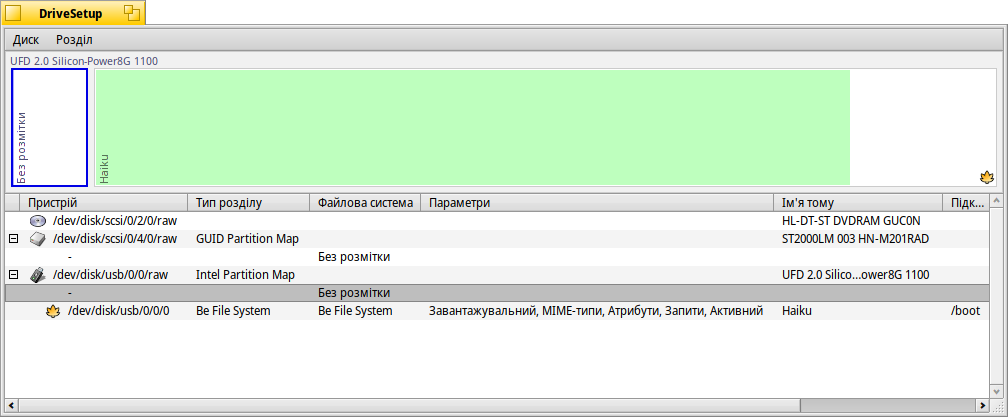 DriveSetup
Диск Розділ
UFD 2.0 Silicon-Power8G 1100
Без розмітки
Haiku
Пристрій Тип розділу Файлова система Параметри Ім'я тому Підк...
/dev/disk/scsi/0/2/0/raw HL-DT-ST DVDRAM GUC0N
/dev/disk/scsi/0/4/0/raw GUID Partition Map ST2000LM 003 HN-M201RAD
- Без розмітки
/dev/disk/usb/0/0/raw Intel Partition Map UFD 2.0 Silico...ower8G 1100
- Без розмітки
/dev/disk/usb/0/0/0 Be File System Be File System Завантажувальний, MIME-типи, Атрибути, Запити, Активний Haiku /boot